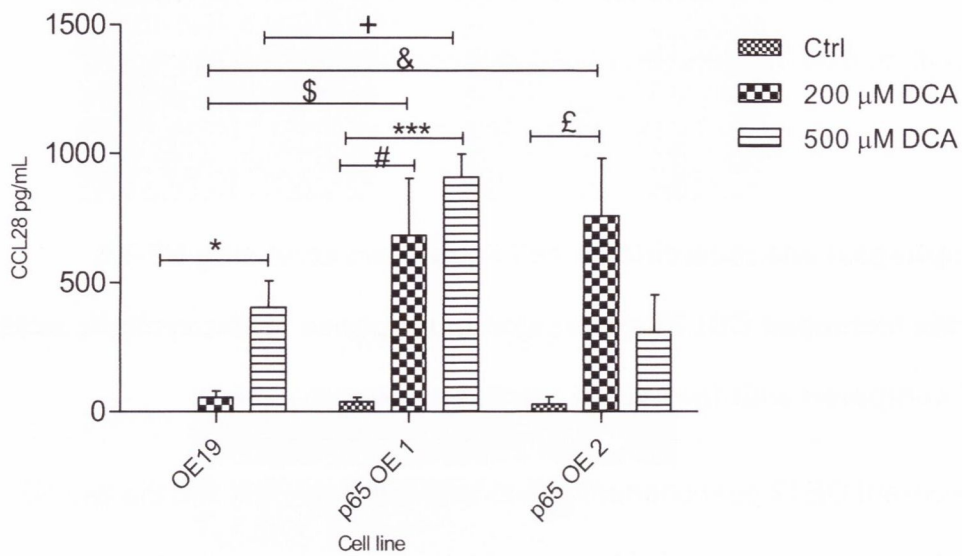 1500
1000
500
0
CCL28 pg/mL
+
&
$
***
#
£
*
Ctrl
200 μM DCA
500 μM DCA
OE19
p65 OE 1
p65 OE 2
Cell line